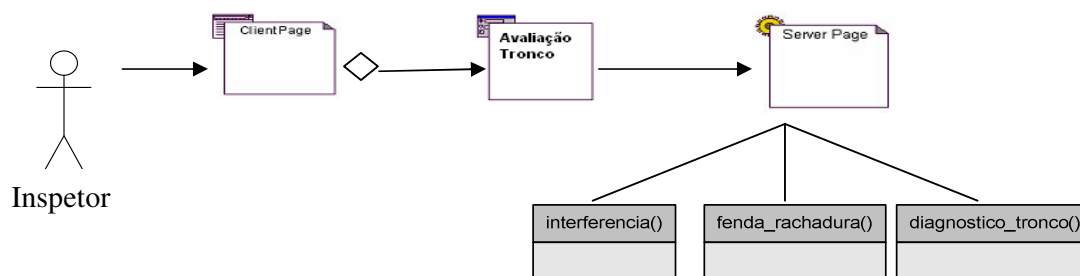 ClientPage
Avaliação
Tronco
Server Page
Inspetor
interferencia()
fenda_rachadura()
diagnostico_tronco()